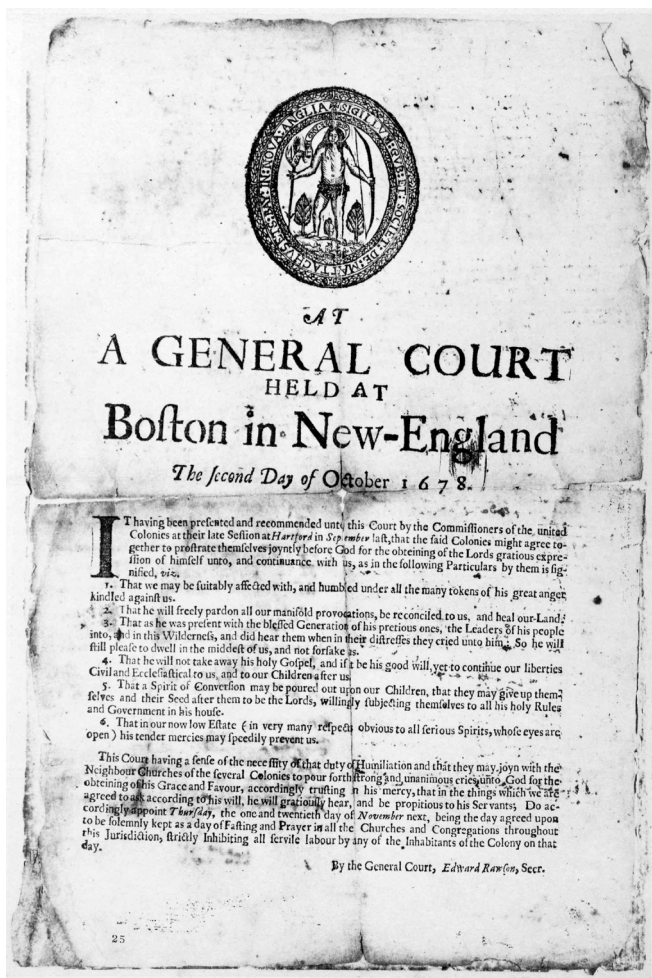 SIGILLVM·GVB·ET·SOCIET·DE·MATTACHVSETS·BAY·IN·NOVA·ANGLIA
AT
A GENERAL COURT
HELD AT
Boſton in New-England
The ſecond Day of October 1678.
IT having been preſented and recommended unto this Court by the Commiſſioners of the united
Colonies at their late Seſſion at Hartford in September laſt, that the ſaid Colonies might agree to-
gether to proſtrate themſelves joyntly before God for the obteining of the Lords gratious expre-
ſſion of himſelf unto, and continuance with us, as in the following Particulars by them is ſig-
nified, viz.
1. That we may be ſuitably affected with, and humbled under all the many tokens of his great anger
kindled againſt us.
2. That he will freely pardon all our manifold provocations, be reconciled to us, and heal our Land.
3. That as he was preſent with the bleſſed Generation of his pretious ones, the Leaders of his people
into, and in this Wilderneſs, and did hear them when in their diſtreſſes they cried unto him, So he will
ſtill pleaſe to dwell in the middeſt of us, and not forſake us.
4. That he will not take away his holy Goſpel, and if it be his good will, yet to continue our liberties
Civil and Eccleſiaſtical to us, and to our Children after us.
5. That a Spirit of Converſion may be poured out upon our Children, that they may give up them-
ſelves and their Seed after them to be the Lords, willingly ſubjecting themſelves to all his holy Rules
and Government in his houſe.
6. That in our now low Eſtate (in very many reſpects obvious to all ſerious Spirits, whoſe eyes are
open) his tender mercies may ſpeedily prevent us.
This Court having a ſenſe of the neceſſity of that duty of Humiliation and that they may joyn with the
Neighbour Churches of the ſeveral Colonies to pour forth ſtrong and unanimous cries unto God for the
obteining of his Grace and Favour, accordingly truſting in his mercy, that in the things which we are
agreed to ask according to his will, he will gratiouſly hear, and be propitious to his Servants; Do ac-
cordingly appoint Thurſday, the one and twentieth day of November next, being the day agreed upon
to be ſolemnly kept as a day of Faſting and Prayer in all the Churches and Congregations throughout
this Jurisdiction, ſtrictly Inhibiting all ſervile labour by any of the Inhabitants of the Colony on that
day.
By the General Court, Edward Rawſon, Secr.
25